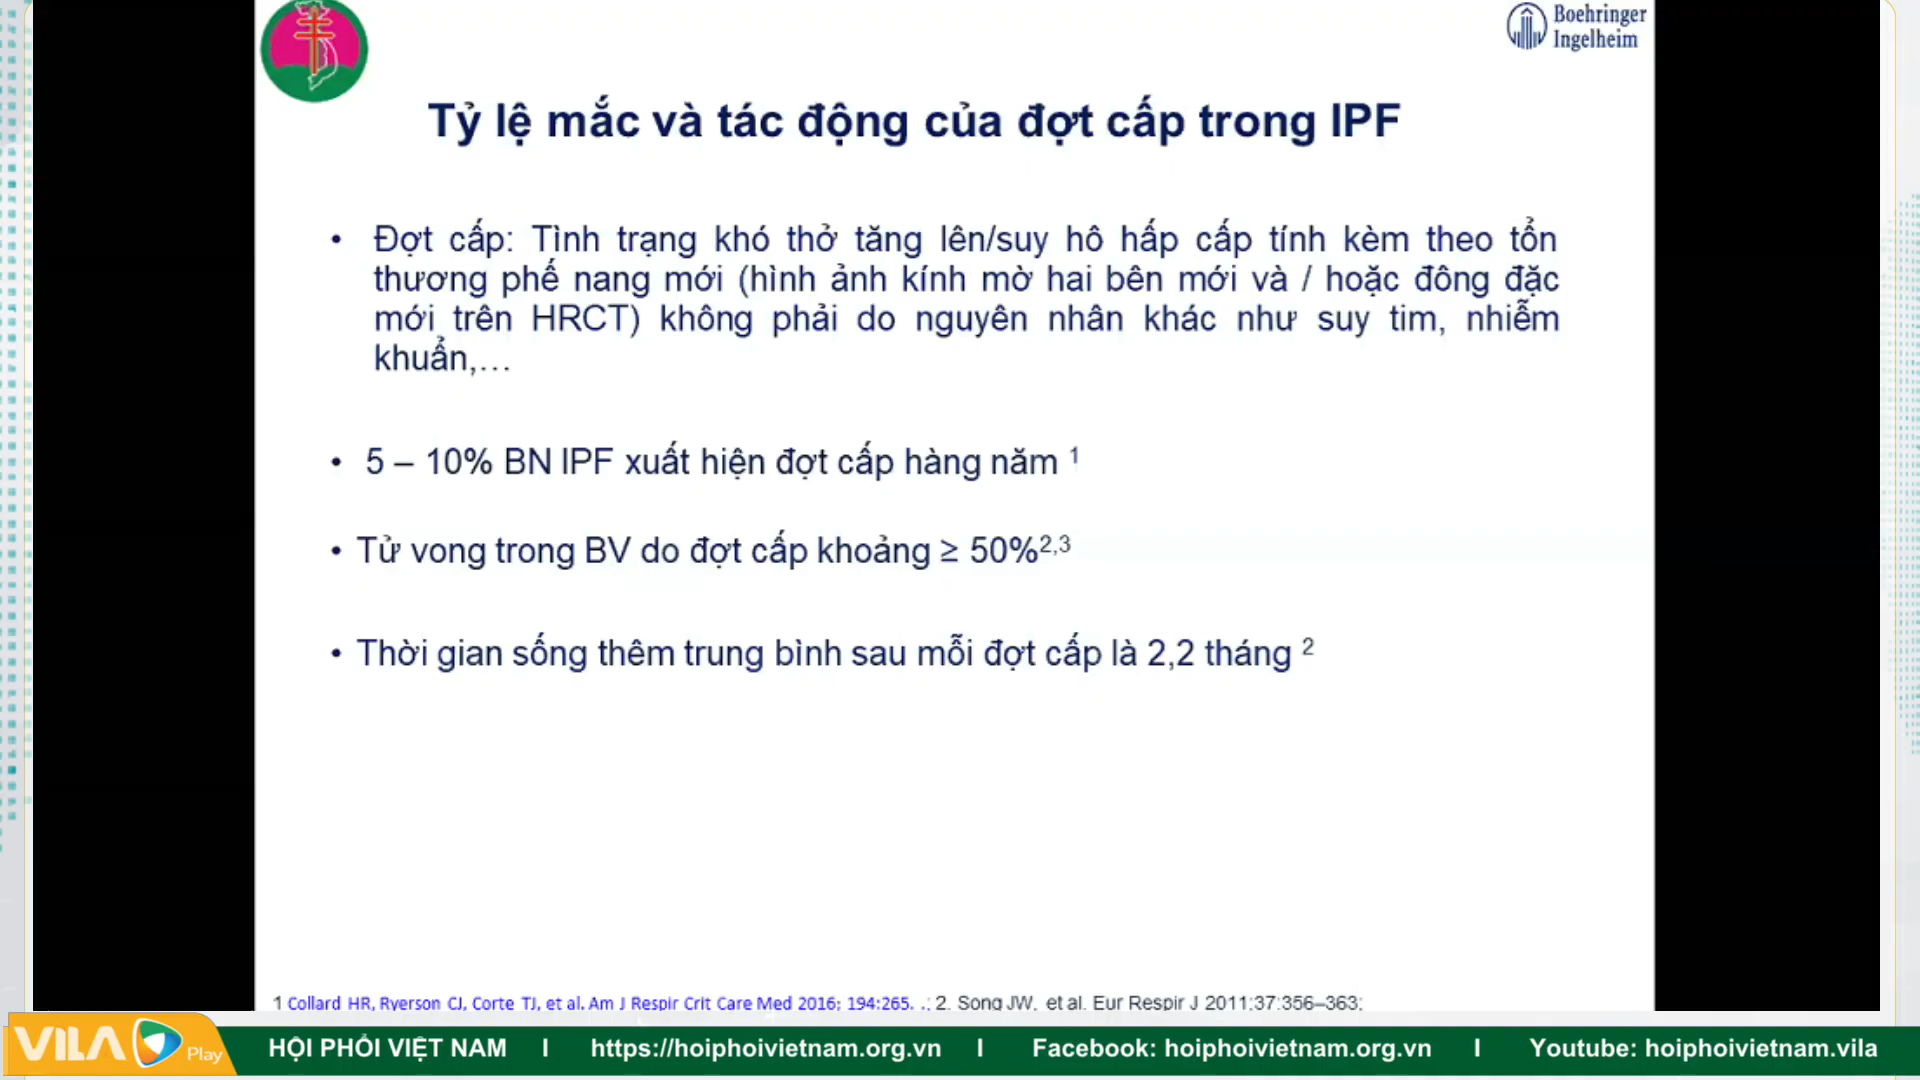 Boehringer
Ingelheim
Tỷ lệ mắc và tác động của đợt cấp trong IPF
• Đợt cấp: Tình trạng khó thở tăng lên/suy hô hấp cấp tính kèm theo tổn
thương phế nang mới (hình ảnh kính mờ hai bên mới và / hoặc đông đặc
mới trên HRCT) không phải do nguyên nhân khác như suy tim, nhiễm
khuẩn,…
• 5 – 10% BN IPF xuất hiện đợt cấp hàng năm ¹
• Tử vong trong BV do đợt cấp khoảng ≥ 50%²,³
• Thời gian sống thêm trung bình sau mỗi đợt cấp là 2,2 tháng ²
1 Collard HR, Ryerson CJ, Corte TJ, et al. Am J Respir Crit Care Med 2016; 194:265. .; 2. Song JW, et al. Eur Respir J 2011;37:356–363;
VILA Play HỘI PHỔI VIỆT NAM I https://hoiphoivietnam.org.vn I Facebook: hoiphoivietnam.org.vn I Youtube: hoiphoivietnam.vila